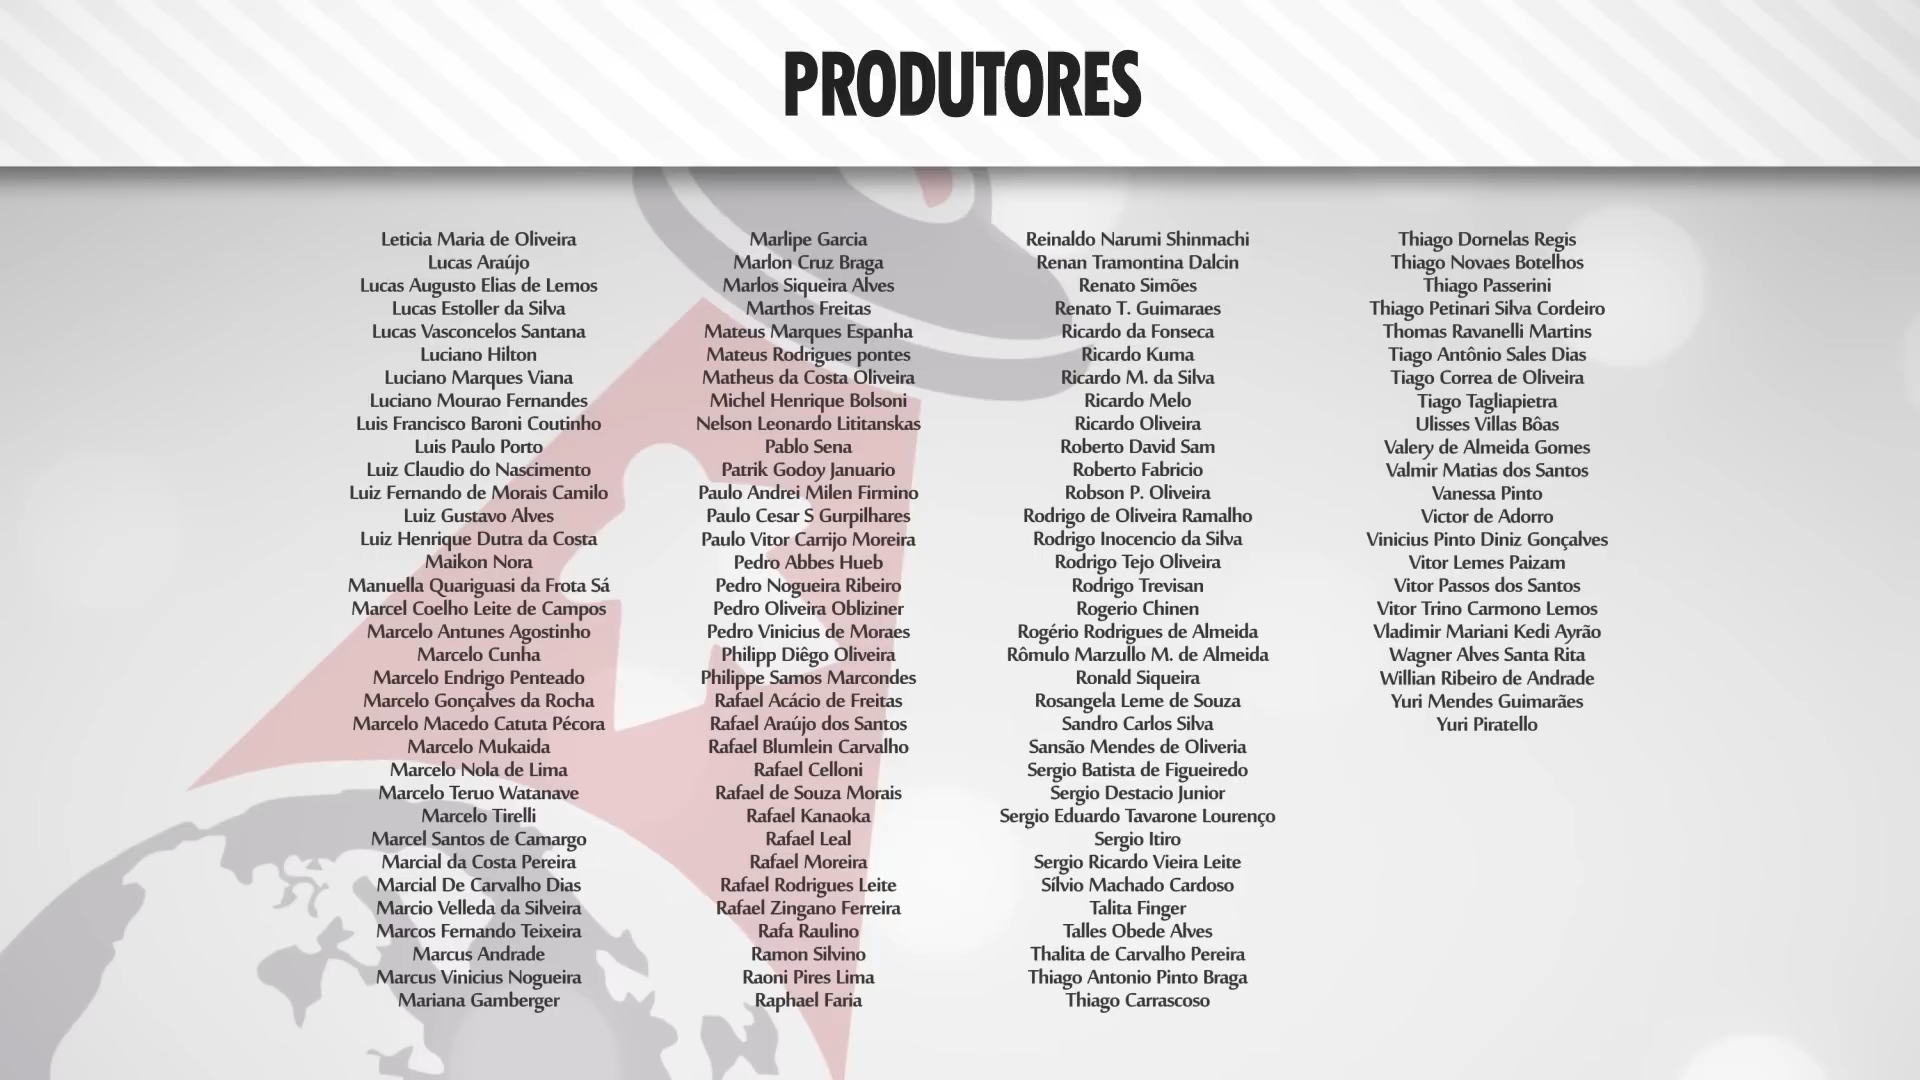 PRODUTORES
Leticia Maria de Oliveira
Lucas Araújo
Lucas Augusto Elias de Lemos
Lucas Estoller da Silva
Lucas Vasconcelos Santana
Luciano Hilton
Luciano Marques Viana
Luciano Mourao Fernandes
Luis Francisco Baroni Coutinho
Luis Paulo Porto
Luiz Claudio do Nascimento
Luiz Fernando de Morais Camilo
Luiz Gustavo Alves
Luiz Henrique Dutra da Costa
Maikon Nora
Manuella Quariguasi da Frota Sá
Marcel Coelho Leite de Campos
Marcelo Antunes Agostinho
Marcelo Cunha
Marcelo Endrigo Penteado
Marcelo Gonçalves da Rocha
Marcelo Macedo Catuta Pécora
Marcelo Mukaida
Marcelo Nola de Lima
Marcelo Teruo Watanave
Marcelo Tirelli
Marcel Santos de Camargo
Marcial da Costa Pereira
Marcial De Carvalho Dias
Marcio Velleda da Silveira
Marcos Fernando Teixeira
Marcus Andrade
Marcus Vinicius Nogueira
Mariana Gamberger
Marlipe Garcia
Marlon Cruz Braga
Marlos Siqueira Alves
Marthos Freitas
Mateus Marques Espanha
Mateus Rodrigues pontes
Matheus da Costa Oliveira
Michel Henrique Bolsoni
Nelson Leonardo Lititanskas
Pablo Sena
Patrik Godoy Januario
Paulo Andrei Milen Firmino
Paulo Cesar S Gurpilhares
Paulo Vitor Carrijo Moreira
Pedro Abbes Hueb
Pedro Nogueira Ribeiro
Pedro Oliveira Obliziner
Pedro Vinicius de Moraes
Philipp Diêgo Oliveira
Philippe Samos Marcondes
Rafael Acácio de Freitas
Rafael Araújo dos Santos
Rafael Blumlein Carvalho
Rafael Celloni
Rafael de Souza Morais
Rafael Kanaoka
Rafael Leal
Rafael Moreira
Rafael Rodrigues Leite
Rafael Zingano Ferreira
Rafa Raulino
Ramon Silvino
Raoni Pires Lima
Raphael Faria
Reinaldo Narumi Shinmachi
Renan Tramontina Dalcin
Renato Simões
Renato T. Guimaraes
Ricardo da Fonseca
Ricardo Kuma
Ricardo M. da Silva
Ricardo Melo
Ricardo Oliveira
Roberto David Sam
Roberto Fabricio
Robson P. Oliveira
Rodrigo de Oliveira Ramalho
Rodrigo Inocencio da Silva
Rodrigo Tejo Oliveira
Rodrigo Trevisan
Rogerio Chinen
Rogério Rodrigues de Almeida
Rômulo Marzullo M. de Almeida
Ronald Siqueira
Rosangela Leme de Souza
Sandro Carlos Silva
Sansão Mendes de Oliveria
Sergio Batista de Figueiredo
Sergio Destacio Junior
Sergio Eduardo Tavarone Lourenço
Sergio Itiro
Sergio Ricardo Vieira Leite
Sílvio Machado Cardoso
Talita Finger
Talles Obede Alves
Thalita de Carvalho Pereira
Thiago Antonio Pinto Braga
Thiago Carrascoso
Thiago Dornelas Regis
Thiago Novaes Botelhos
Thiago Passerini
Thiago Petinari Silva Cordeiro
Thomas Ravanelli Martins
Tiago Antônio Sales Dias
Tiago Correa de Oliveira
Tiago Tagliapietra
Ulisses Villas Bôas
Valery de Almeida Gomes
Valmir Matias dos Santos
Vanessa Pinto
Victor de Adorro
Vinicius Pinto Diniz Gonçalves
Vitor Lemes Paizam
Vitor Passos dos Santos
Vitor Trino Carmono Lemos
Vladimir Mariani Kedi Ayrão
Wagner Alves Santa Rita
Willian Ribeiro de Andrade
Yuri Mendes Guimarães
Yuri Piratello